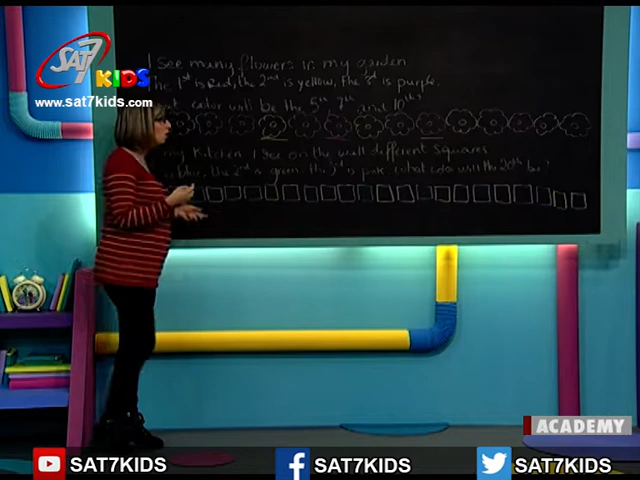 SAT7
KIDS
www.sat7kids.com
I see many flowers in my garden
The 1st is Red, the 2nd is yellow, the 3rd is purple.
color will be the 5th 7th and 10th
my kitchen I see on the wall different squares
blue, the 2nd is green, the 3rd is pink, what color will the 20th be?
ACADEMY
SAT7KIDS
SAT7KIDS
SAT7KIDS